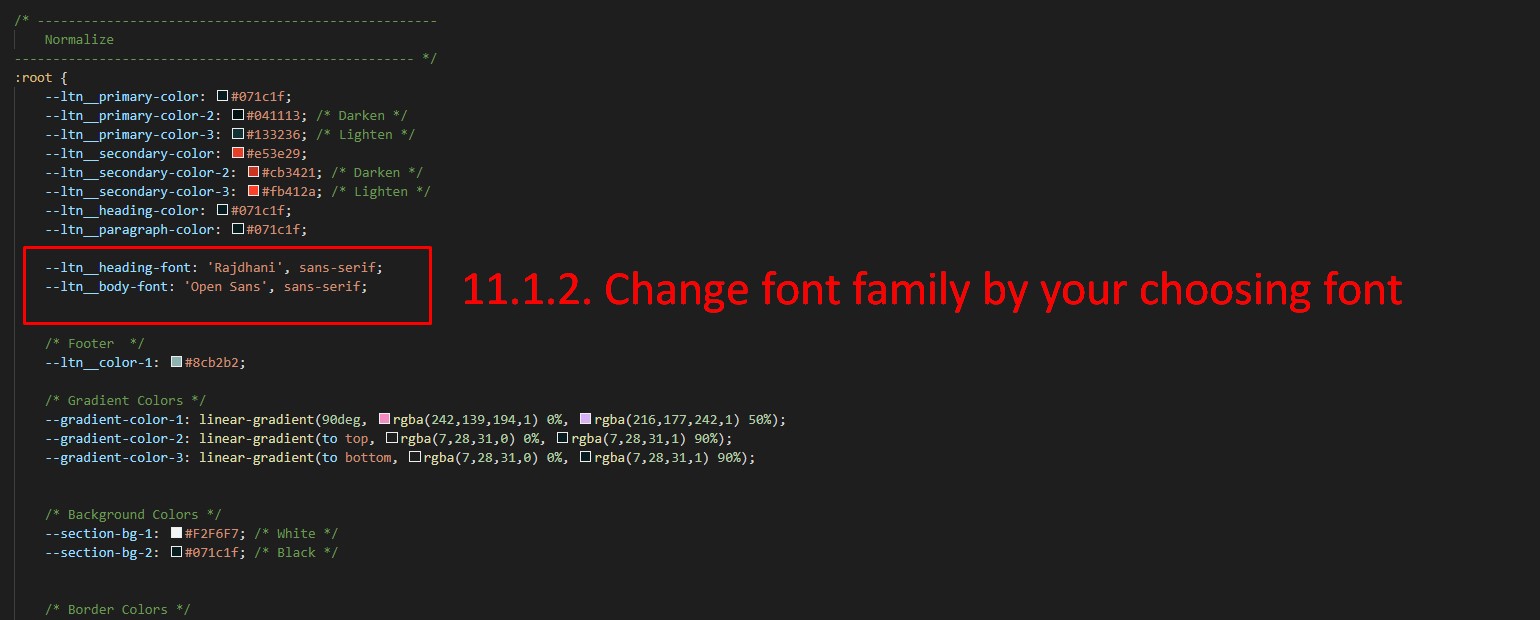 /* ----------------------------------------------------
Normalize
---------------------------------------------------- */
:root {
--ltn__primary-color: #071c1f;
--ltn__primary-color-2: #041113; /* Darken */
--ltn__primary-color-3: #133236; /* Lighten */
--ltn__secondary-color: #e53e29;
--ltn__secondary-color-2: #cb3421; /* Darken */
--ltn__secondary-color-3: #fb412a; /* Lighten */
--ltn__heading-color: #071c1f;
--ltn__paragraph-color: #071c1f;
--ltn__heading-font: 'Rajdhani', sans-serif;
--ltn__body-font: 'Open Sans', sans-serif;
11.1.2. Change font family by your choosing font
/* Footer  */
--ltn__color-1: #8cb2b2;
/* Gradient Colors */
--gradient-color-1: linear-gradient(90deg, rgba(242,139,194,1) 0%, rgba(216,177,242,1) 50%);
--gradient-color-2: linear-gradient(to top, rgba(7,28,31,0) 0%, rgba(7,28,31,1) 90%);
--gradient-color-3: linear-gradient(to bottom, rgba(7,28,31,0) 0%, rgba(7,28,31,1) 90%);
/* Background Colors */
--section-bg-1: #F2F6F7; /* White */
--section-bg-2: #071c1f; /* Black */
/* Border Colors */